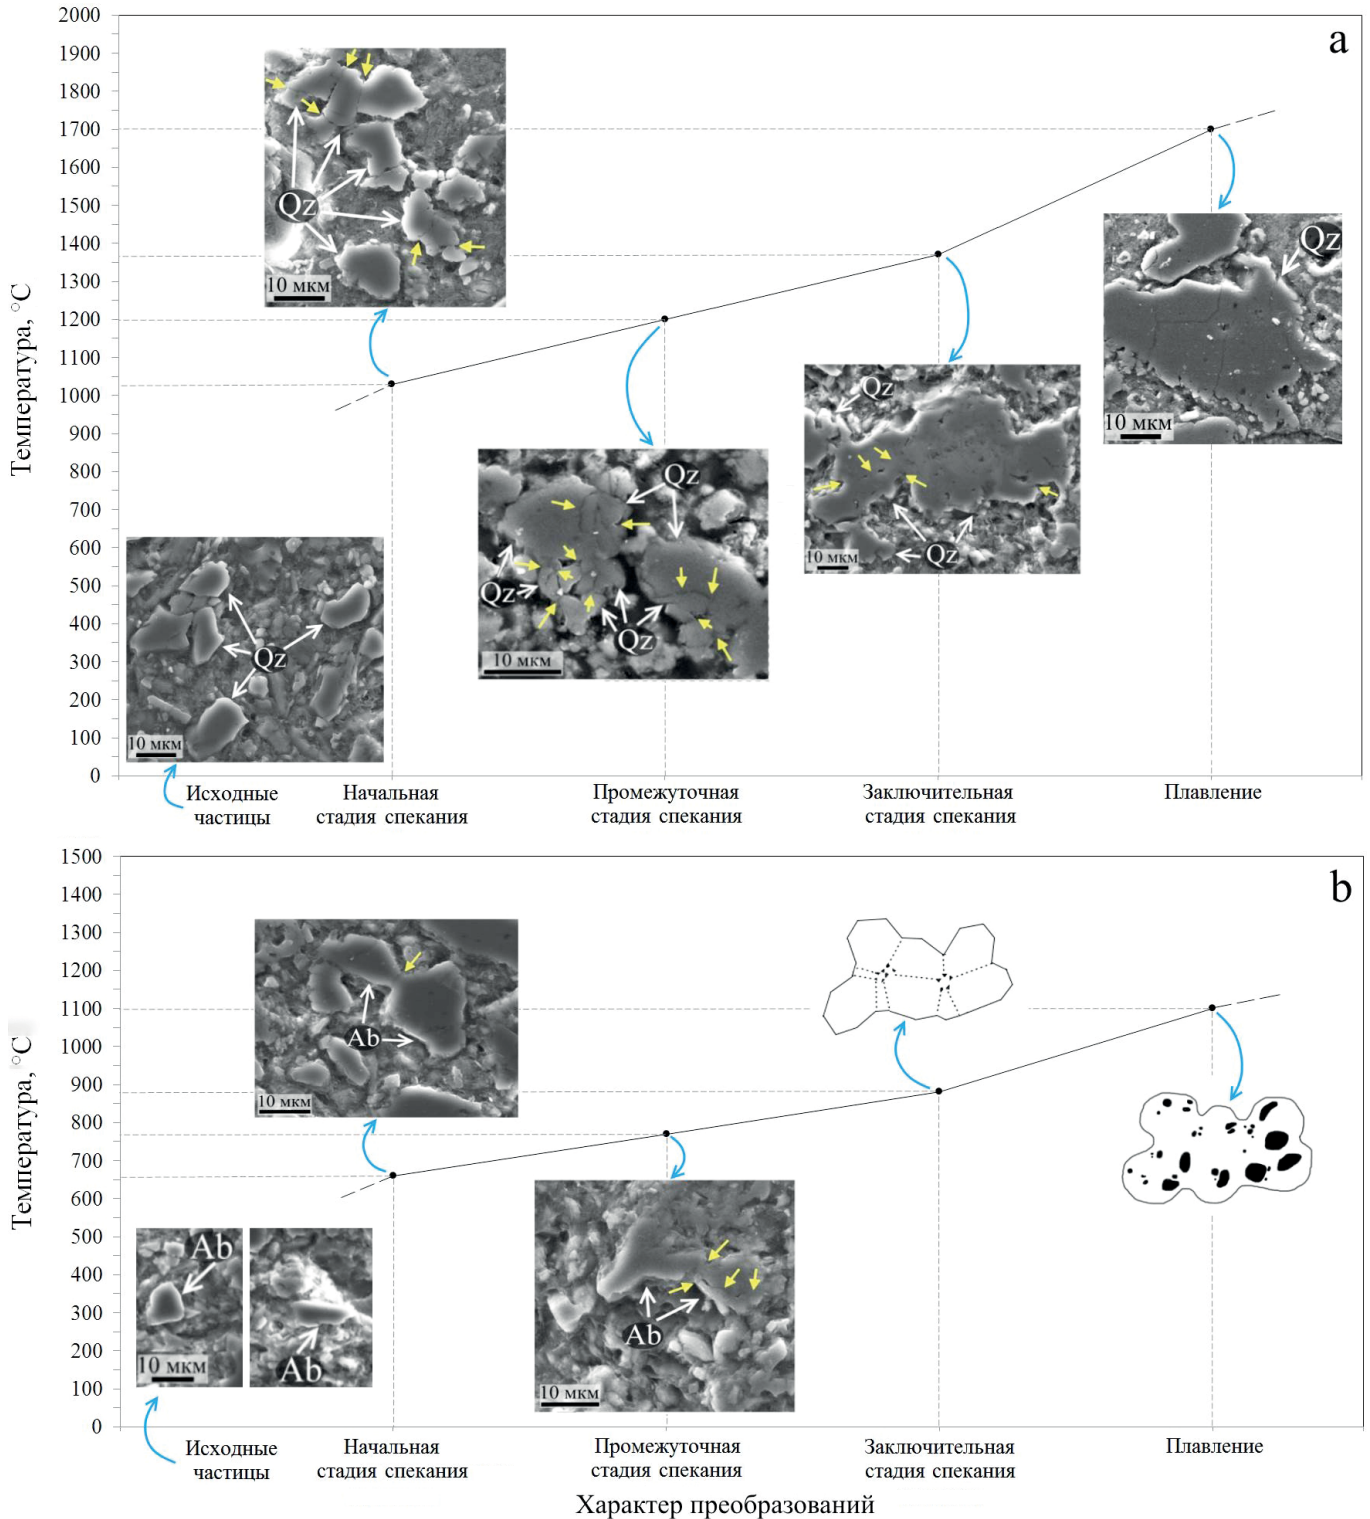 a
Температура, °C
2000
1900
1800
1700
1600
1500
1400
1300
1200
1100
1000
900
800
700
600
500
400
300
200
100
0
Qz
10 мкм
Qz
10 мкм
Qz
Qz
Qz
10 мкм
Qz
Qz
10 мкм
Qz
10 мкм
Исходные
частицы
Начальная
стадия спекания
Промежуточная
стадия спекания
Заключительная
стадия спекания
Плавление
b
Температура, °C
1500
1400
1300
1200
1100
1000
900
800
700
600
500
400
300
200
100
0
Ab
10 мкм
Ab
10 мкм
Ab
Ab
10 мкм
Исходные
частицы
Начальная
стадия спекания
Промежуточная
стадия спекания
Заключительная
стадия спекания
Плавление
Характер преобразований